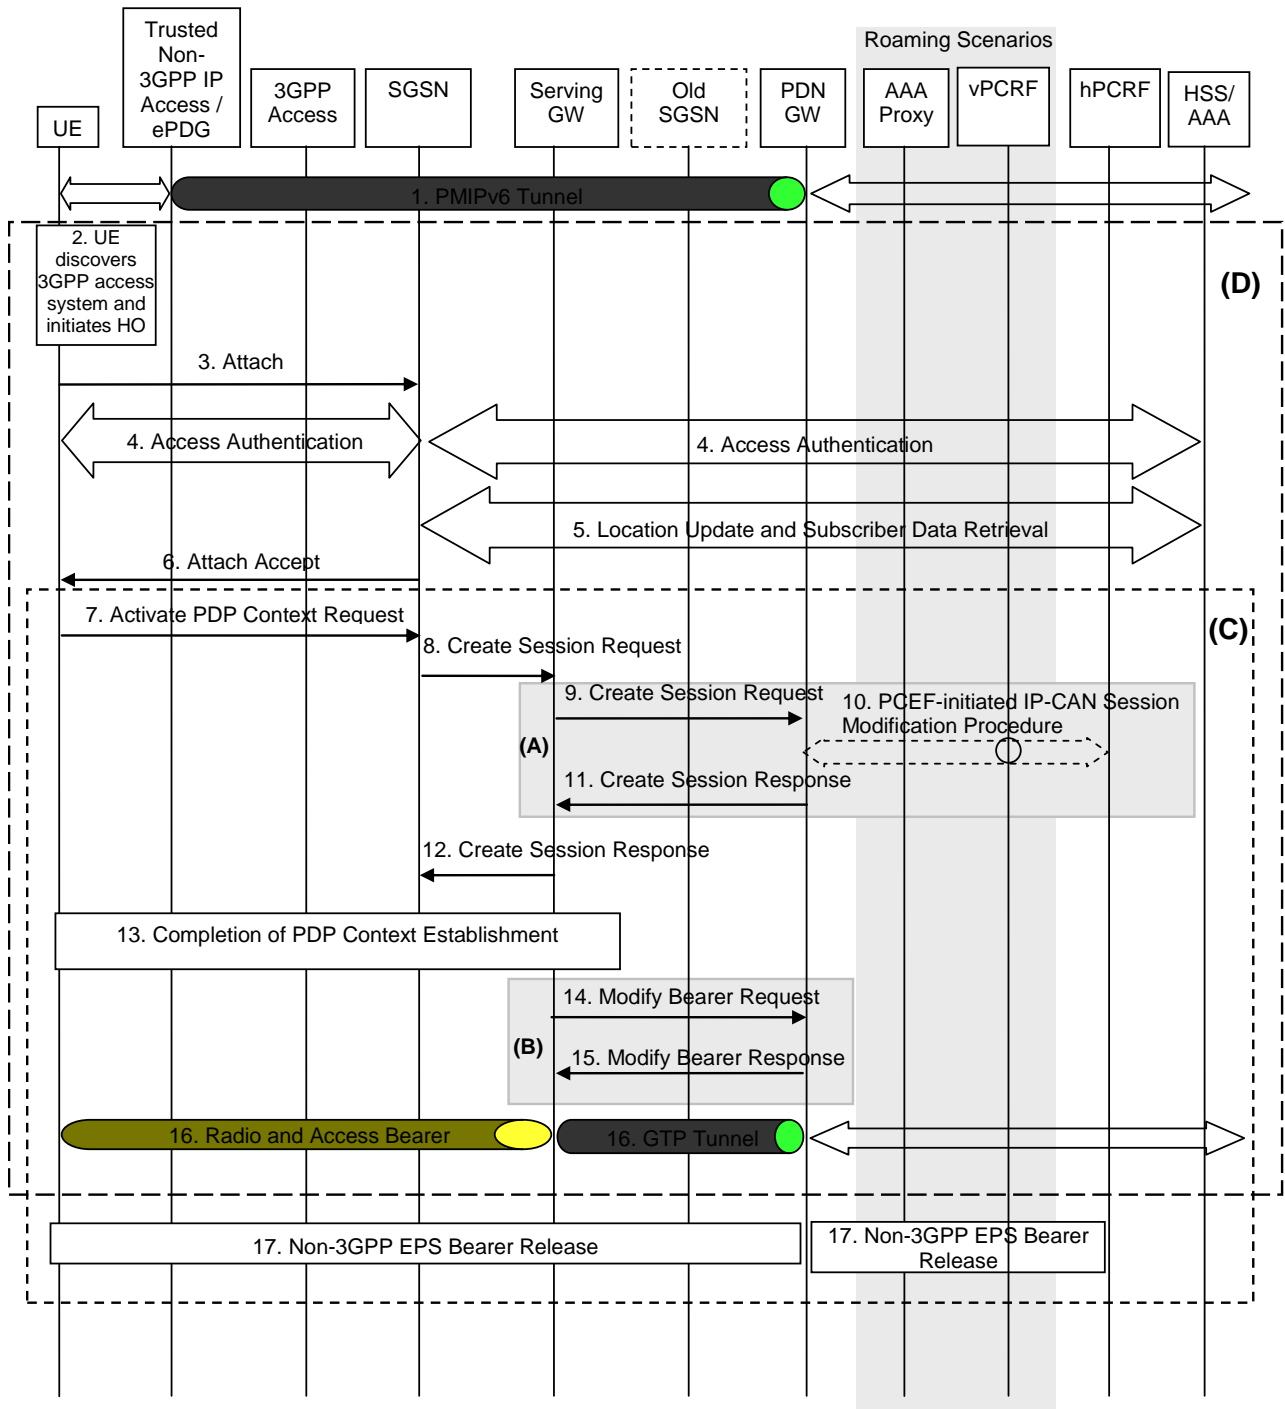 Roaming Scenarios
UE
Trusted
Non-
3GPP IP
Access /
ePDG
3GPP
Access
SGSN
Serving
GW
Old
SGSN
PDN
GW
AAA
Proxy
vPCRF
hPCRF
HSS/
AAA
1. PMIPv6 Tunnel
2. UE
discovers
3GPP access
system and
initiates HO
(D)
3. Attach
4. Access Authentication
4. Access Authentication
5. Location Update and Subscriber Data Retrieval
6. Attach Accept
7. Activate PDP Context Request
(C)
8. Create Session Request
9. Create Session Request
10. PCEF-initiated IP-CAN Session
Modification Procedure
(A)
11. Create Session Response
12. Create Session Response
13. Completion of PDP Context Establishment
14. Modify Bearer Request
(B)
15. Modify Bearer Response
16. Radio and Access Bearer
16. GTP Tunnel
17. Non-3GPP EPS Bearer Release
17. Non-3GPP EPS Bearer
Release